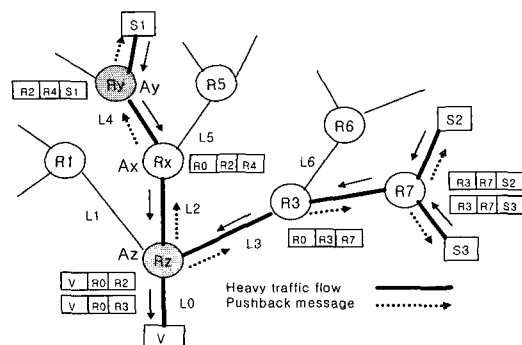 S1
R2 R4 S1
Ry
Ay
R5
L4
R6
S2
L5
R1
Ax
Rx
R0 R2 R4
L6
R7
R3 R7 S2
R3 R7 S3
R3
L1
L2
Az
Rz
L3
R0 R3 R7
S3
V R0 R2
V R0 R3
L0
Heavy traffic flow
Pushback message
V